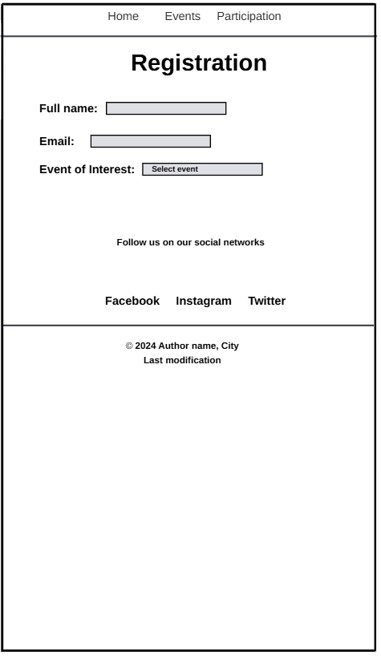 Home Events Participation
Registration
Full name:
Email:
Event of Interest: Select event
Follow us on our social networks
Facebook Instagram Twitter
© 2024 Author name, City
Last modification